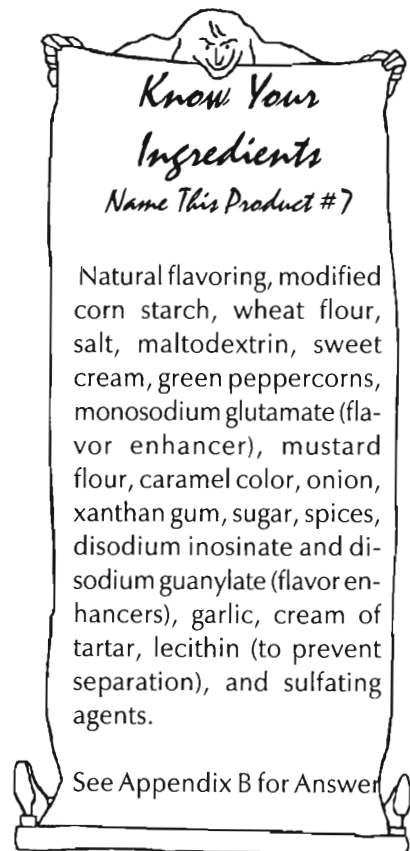 Know Your
Ingredients
Name This Product #7
Natural flavoring, modified
corn starch, wheat flour,
salt, maltodextrin, sweet
cream, green peppercorns,
monosodium glutamate (fla-
vor enhancer), mustard
flour, caramel color, onion,
xanthan gum, sugar, spices,
disodium inosinate and di-
sodium guanylate (flavor en-
hancers), garlic, cream of
tartar, lecithin (to prevent
separation), and sulfating
agents.
See Appendix B for Answer